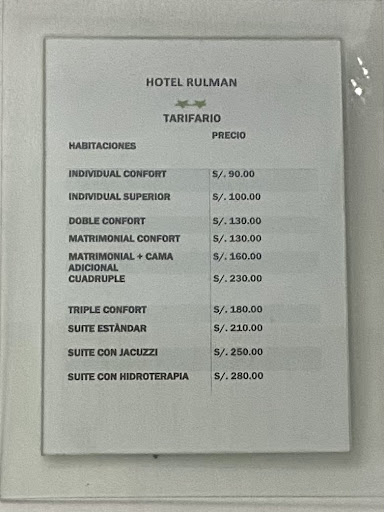 HOTEL RULMAN
TARIFARIO
PRECIO
HABITACIONES
INDIVIDUAL CONFORT S/. 90.00
INDIVIDUAL SUPERIOR S/. 100.00
DOBLE CONFORT S/. 130.00
MATRIMONIAL CONFORT S/. 130.00
MATRIMONIAL + CAMA S/. 160.00
ADICIONAL
CUADRUPLE S/. 230.00
TRIPLE CONFORT S/. 180.00
SUITE ESTÀNDAR S/. 210.00
SUITE CON JACUZZI S/. 250.00
SUITE CON HIDROTERAPIA S/. 280.00